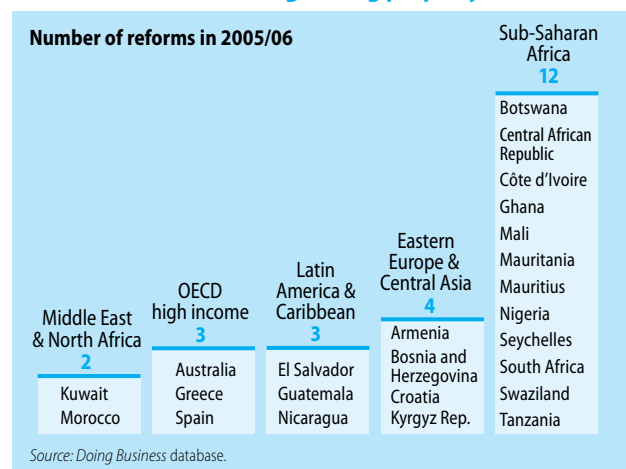 Number of reforms in 2005/06
Middle East
& North Africa
2
Kuwait
Morocco
OECD
high income
3
Australia
Greece
Spain
Latin
America &
Caribbean
3
El Salvador
Guatemala
Nicaragua
Eastern
Europe &
Central Asia
4
Armenia
Bosnia and
Herzegovina
Croatia
Kyrgyz Rep.
Sub-Saharan
Africa
12
Botswana
Central African
Republic
Côte d’Ivoire
Ghana
Mali
Mauritania
Mauritius
Nigeria
Seychelles
South Africa
Swaziland
Tanzania
Source: Doing Business database.